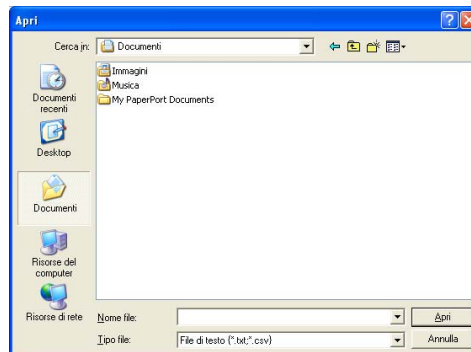 Apri
Cerca in: Documenti
Immagini
Musica
My PaperPort Documents
Documenti
recenti
Desktop
Documenti
Risorse del
computer
Risorse di rete
Nome file: Apri
Tipo file: File di testo (*.txt;*.csv) Annulla